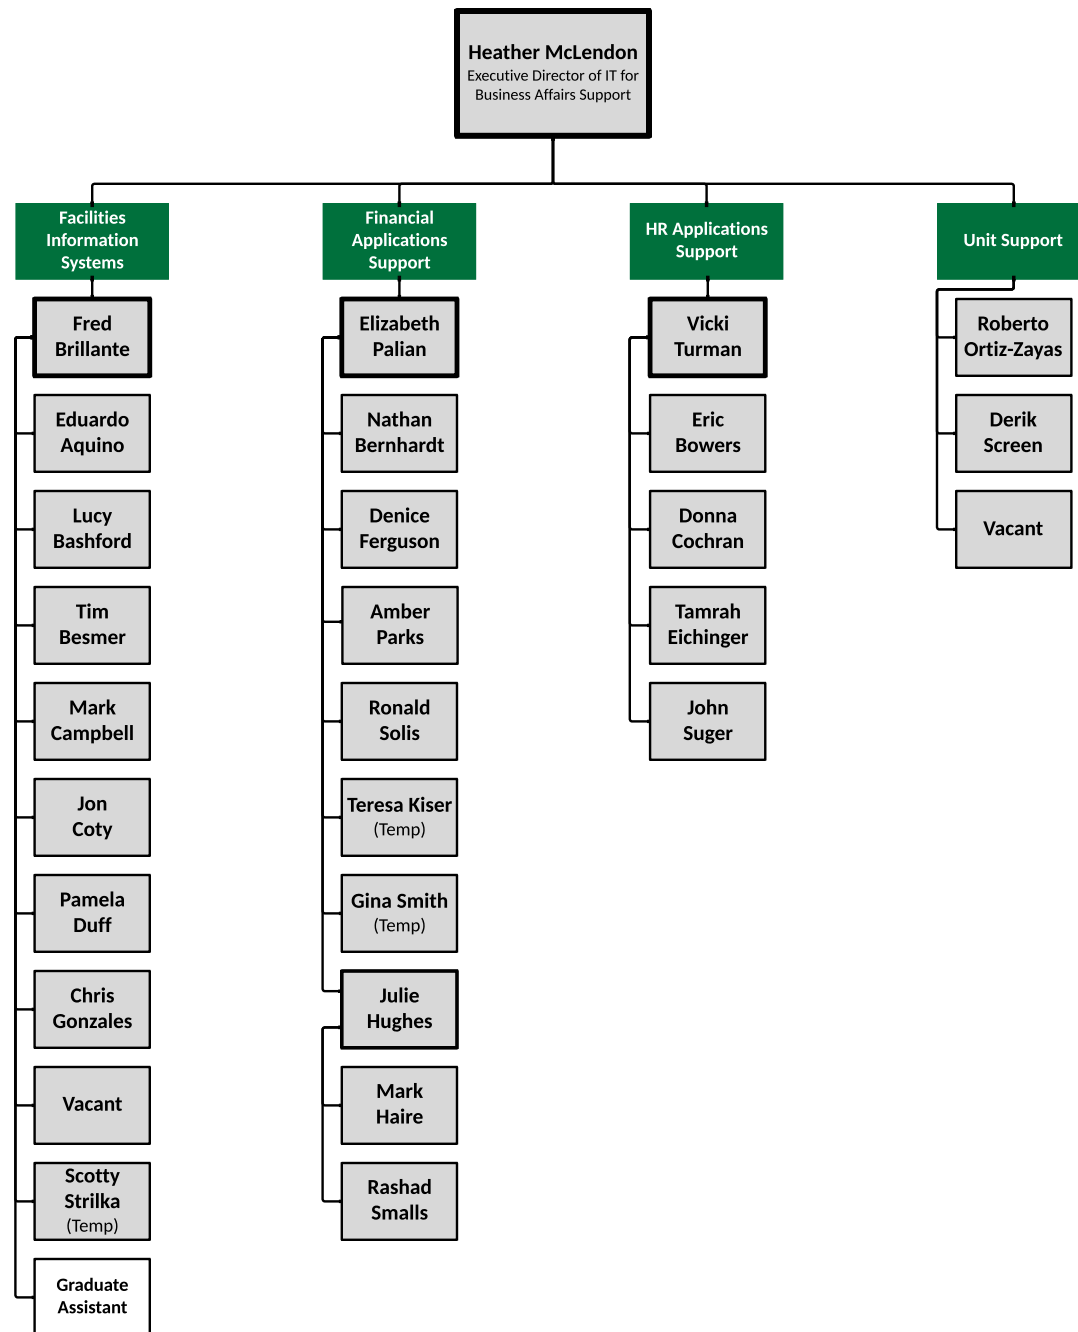 Heather McLendon
Executive Director of IT for
Business Affairs Support
Facilities
Information
Systems
Fred
Brillante
Eduardo
Aquino
Lucy
Bashford
Tim
Besmer
Mark
Campbell
Jon
Coty
Pamela
Duff
Chris
Gonzales
Vacant
Scotty
Strilka
(Temp)
Graduate
Assistant
Financial
Applications
Support
Elizabeth
Palian
Nathan
Bernhardt
Denice
Ferguson
Amber
Parks
Ronald
Solis
Teresa Kiser
(Temp)
Gina Smith
(Temp)
Julie
Hughes
Mark
Haire
Rashad
Smalls
HR Applications
Support
Vicki
Turman
Eric
Bowers
Donna
Cochran
Tamrah
Eichinger
John
Suger
Unit Support
Roberto
Ortiz-Zayas
Derik
Screen
Vacant